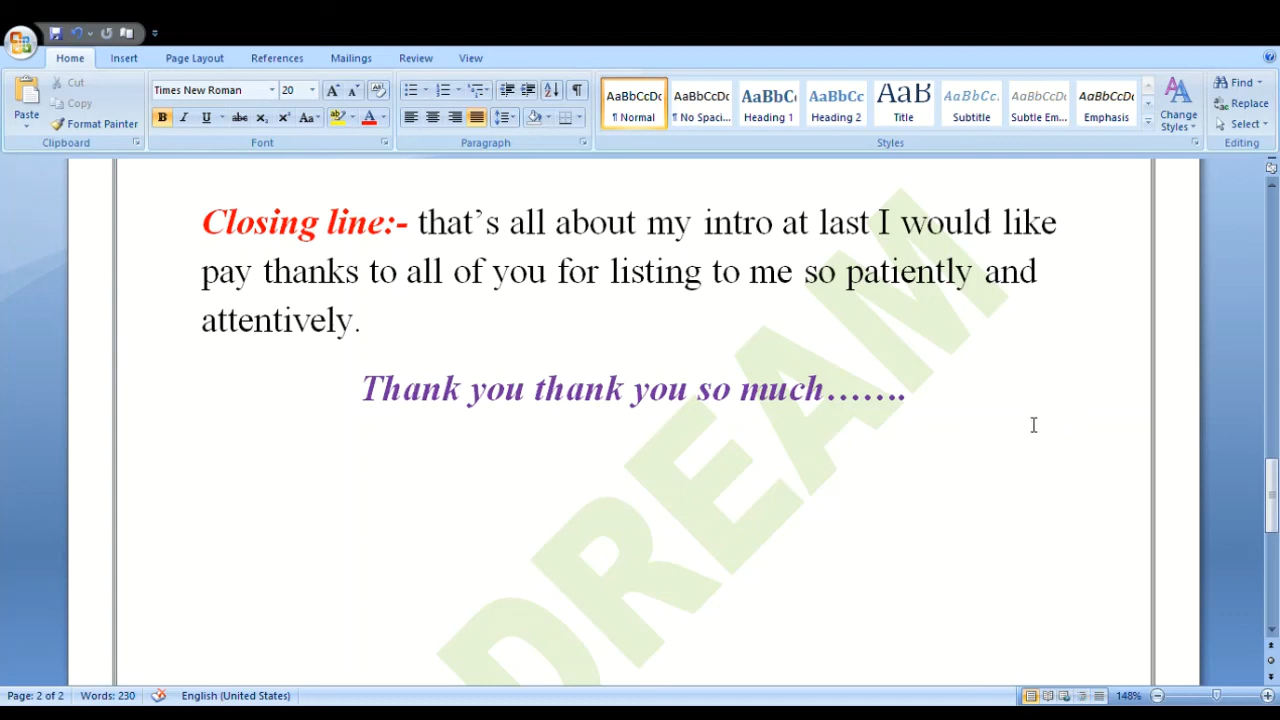 Home Insert Page Layout References Mailings Review View
Cut
Copy
Paste
Format Painter
Clipboard
Times New Roman 20
Font
Paragraph
AaBbCcDc AaBbCcDc AaBbCc AaBbCc AaB AaBbCc. AaBbCcDc AaBbCcDc
¶ Normal ¶ No Spaci... Heading 1 Heading 2 Title Subtitle Subtle Em... Emphasis
Styles
Change Styles
Find
Replace
Select
Editing
Closing line:- that’s all about my intro at last I would like
pay thanks to all of you for listing to me so patiently and
attentively.
Thank you thank you so much…….
DREAM
Page: 2 of 2 Words: 230 English (United States) 148%